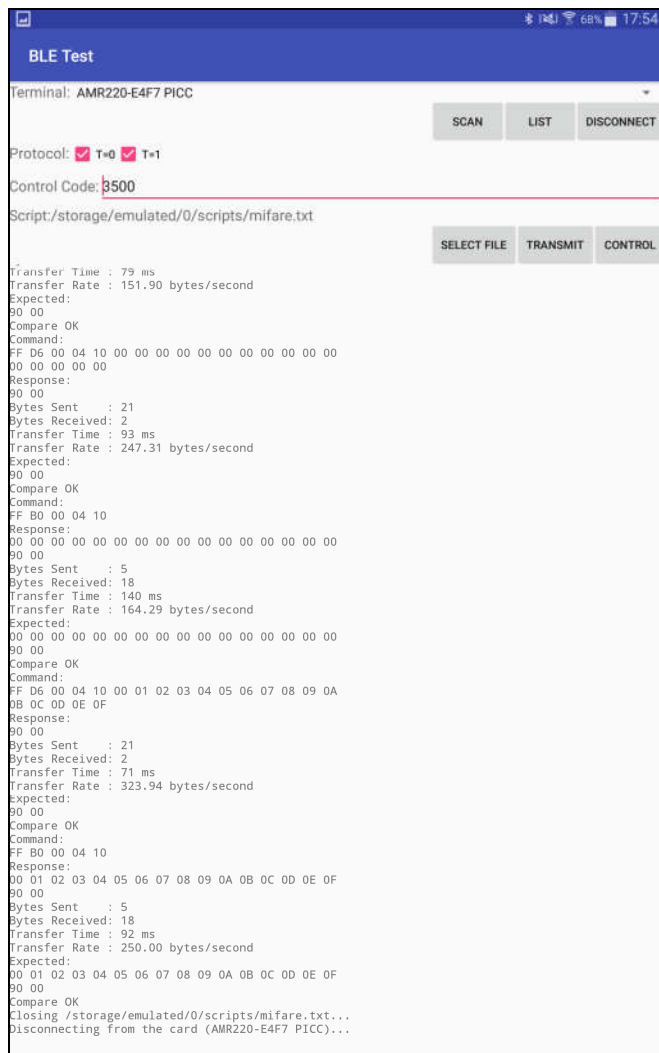 68% 17:54
BLE Test
Terminal: AMR220-E4F7 PICC
SCAN LIST DISCONNECT
Protocol: T=0 T=1
Control Code: 3500
Script:/storage/emulated/0/scripts/mifare.txt
SELECT FILE TRANSMIT CONTROL
Transfer Time : 79 ms
Transfer Rate : 151.90 bytes/second
Expected:
90 00
Compare OK
Command:
FF D6 00 04 10 00 00 00 00 00 00 00 00 00 00 00
00 00 00 00 00
Response:
90 00
Bytes Sent    : 21
Bytes Received: 2
Transfer Time : 93 ms
Transfer Rate : 247.31 bytes/second
Expected:
90 00
Compare OK
Command:
FF B0 00 04 10
Response:
00 00 00 00 00 00 00 00 00 00 00 00 00 00 00 00
90 00
Bytes Sent    : 5
Bytes Received: 18
Transfer Time : 140 ms
Transfer Rate : 164.29 bytes/second
Expected:
00 00 00 00 00 00 00 00 00 00 00 00 00 00 00 00
90 00
Compare OK
Command:
FF D6 00 04 10 00 01 02 03 04 05 06 07 08 09 0A
0B 0C 0D 0E 0F
Response:
90 00
Bytes Sent    : 21
Bytes Received: 2
Transfer Time : 71 ms
Transfer Rate : 323.94 bytes/second
Expected:
90 00
Compare OK
Command:
FF B0 00 04 10
Response:
00 01 02 03 04 05 06 07 08 09 0A 0B 0C 0D 0E 0F
90 00
Bytes Sent    : 5
Bytes Received: 18
Transfer Time : 92 ms
Transfer Rate : 250.00 bytes/second
Expected:
00 01 02 03 04 05 06 07 08 09 0A 0B 0C 0D 0E 0F
90 00
Compare OK
Closing /storage/emulated/0/scripts/mifare.txt...
Disconnecting from the card (AMR220-E4F7 PICC)...